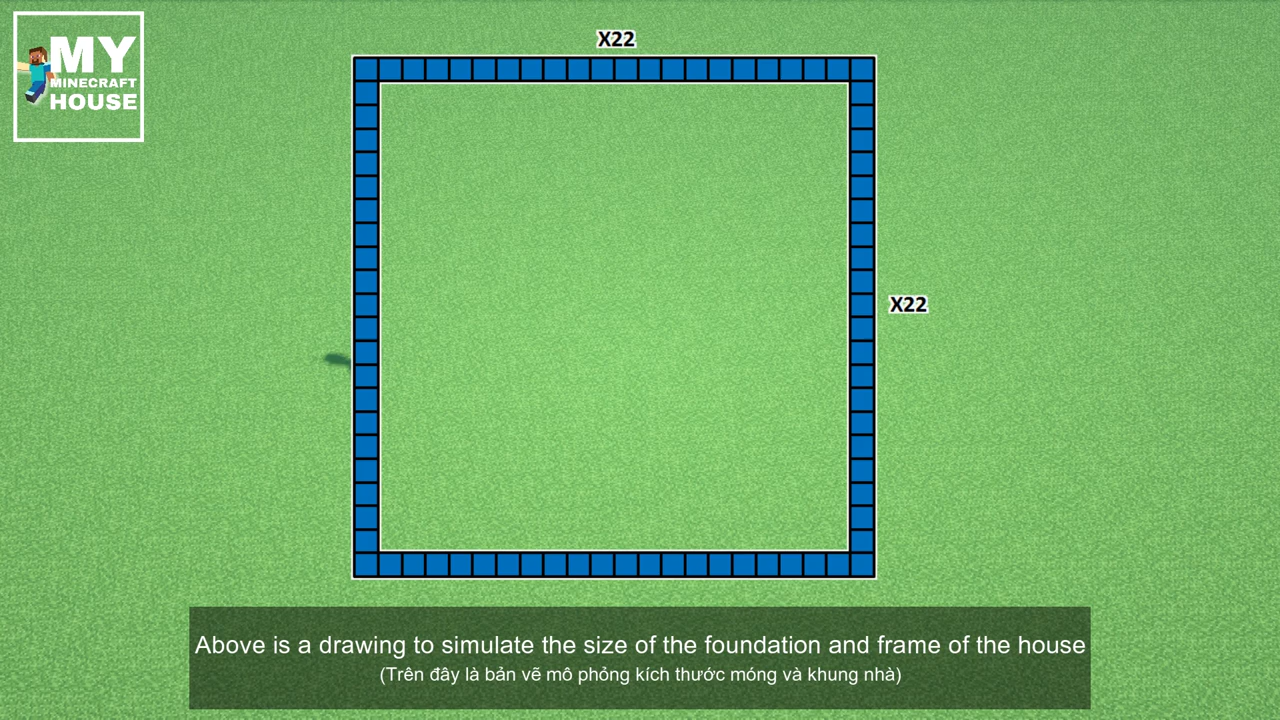 MY
MINECRAFT
HOUSE
X22
X22
Above is a drawing to simulate the size of the foundation and frame of the house
(Trên đây là bản vẽ mô phỏng kích thước móng và khung nhà)